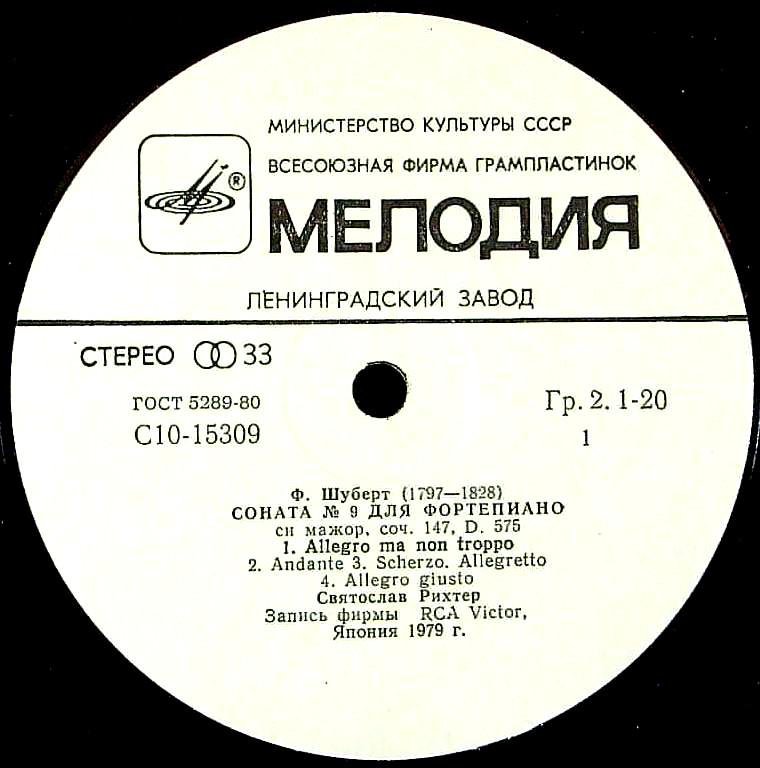 МИНИСТЕРСТВО КУЛЬТУРЫ СССР
ВСЕСОЮЗНАЯ ФИРМА ГРАМПЛАСТИНОК
®
МЕЛОДИЯ
ЛЕНИНГРАДСКИЙ ЗАВОД
СТЕРЕО 33
ГОСТ 5289-80
Гр. 2. 1-20
С10-15309
1
Ф. Шуберт (1797—1828)
СОНАТА № 9 ДЛЯ ФОРТЕПИАНО
си мажор, соч. 147, D. 575
1. Allegro ma non troppo
2. Andante 3. Scherzo. Allegretto
4. Allegro giusto
Святослав Рихтер
Запись фирмы RCA Victor,
Япония 1979 г.